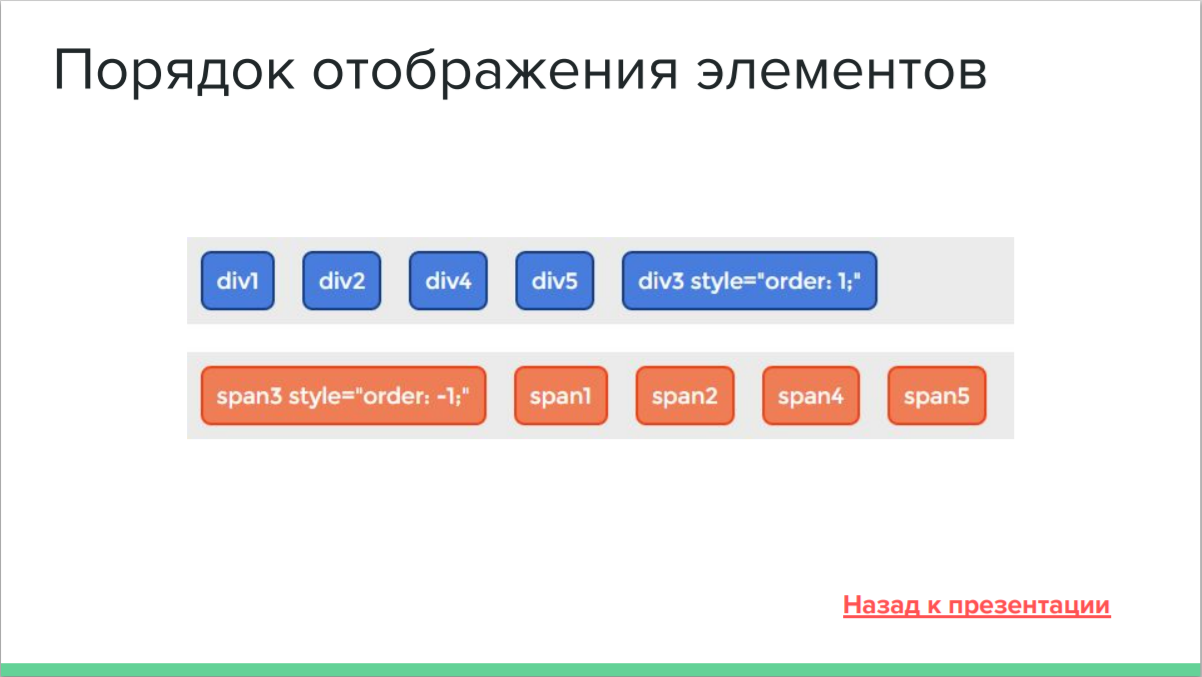 Порядок отображения элементов
div1 div2 div4 div5 div3 style="order: 1;"
span3 style="order: -1;" span1 span2 span4 span5
Назад к презентации